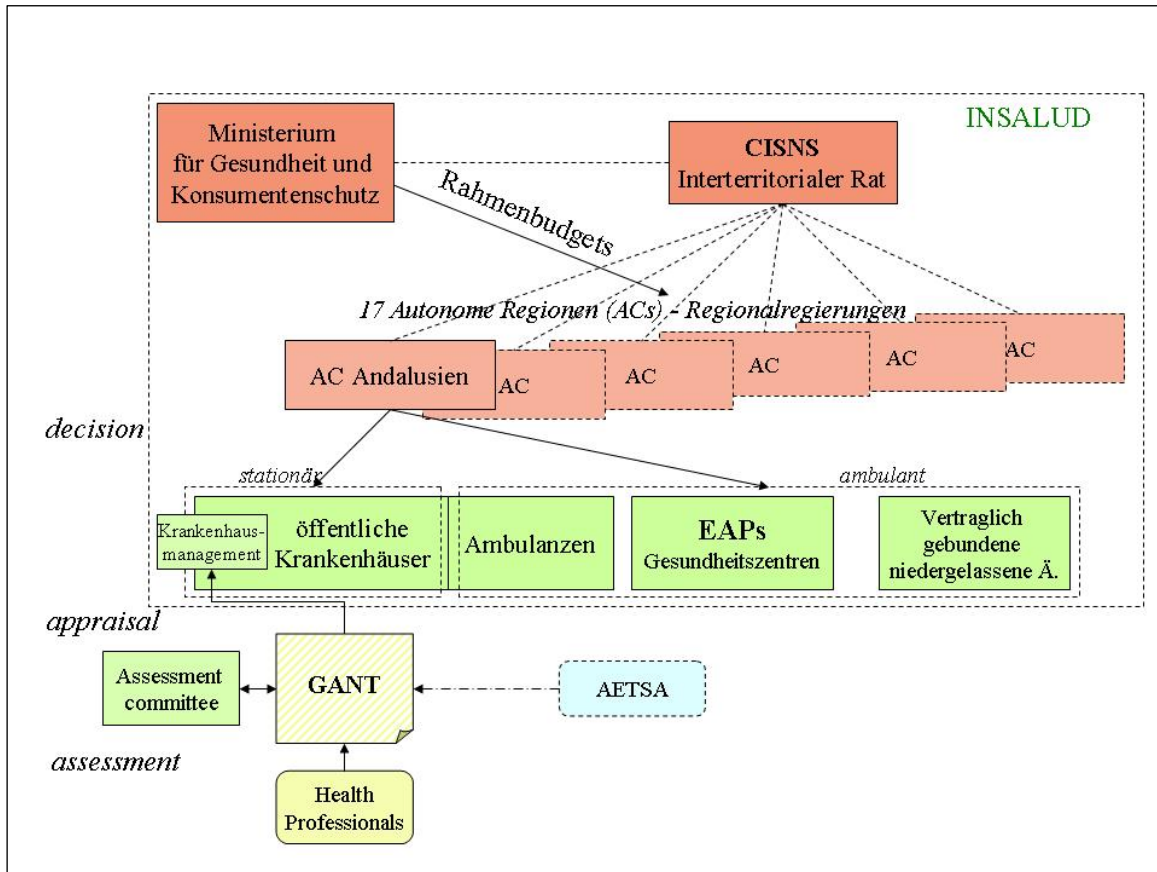 INSALUD
Ministerium
für Gesundheit und
Konsumentenschutz
CISNS
Interterritorialer Rat
Rahmenbudgets
17 Autonome Regionen (ACs) - Regionalregierungen
AC Andalusien
AC
AC
AC
AC
AC
decision
stationär
ambulant
Krankenhaus-
management
öffentliche
Krankenhäuser
Ambulanzen
EAPs
Gesundheitszentren
Vertraglich
gebundene
niedergelassene Ä.
appraisal
Assessment
committee
GANT
AETSA
assessment
Health
Professionals